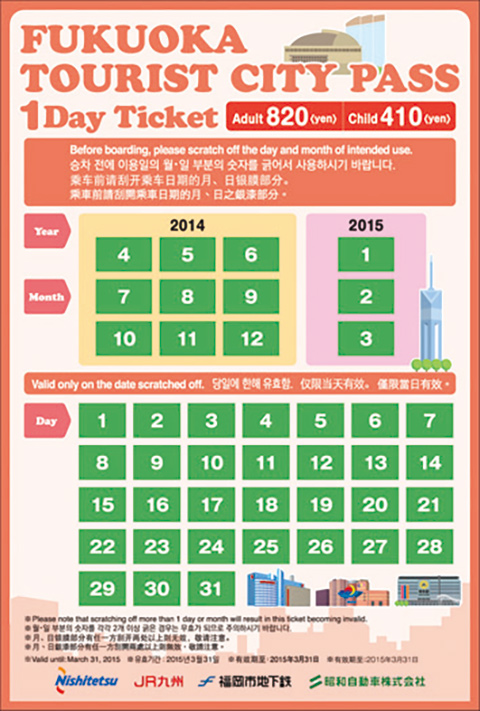 FUKUOKA
TOURIST CITY PASS
1Day Ticket Adult 820(yen) Child 410(yen)
Before boarding, please scratch off the day and month of intended use.
승차 전에 이용일의 월·일 부분의 숫자를 긁어서 사용하시기 바랍니다.
乘车前请刮开乘车日期的月、日银膜部分。
乘車前請刮開乘車日期的月、日之銀漆部分。
Year 2014 2015
4 5 6 1
Month 7 8 9 2
10 11 12 3
Valid only on the date scratched off. 당일에 한해 유효함. 仅限当天有效。 僅限當日有效。
Day 1 2 3 4 5 6 7
8 9 10 11 12 13 14
15 16 17 18 19 20 21
22 23 24 25 26 27 28
29 30 31
※Please note that scratching off more than 1 day or month will result in this ticket becoming invalid.
※월·일 부분의 숫자를 각각 2개 이상 긁은 경우는 무효가 되므로 주의하시기 바랍니다.
※月、日银膜部分有任一方刮开两处以上则无效，敬请注意。
※月、日銀漆部分有任一方刮開兩處以上則無效，敬請注意。
※Valid until: March 31, 2015 ※유효기간 : 2015년 3월 31일 ※有效期至：2015年3月31日 ※有效期至：2015年3月31日
Nishitetsu JR九州 福岡市地下鉄 昭和自動車株式会社